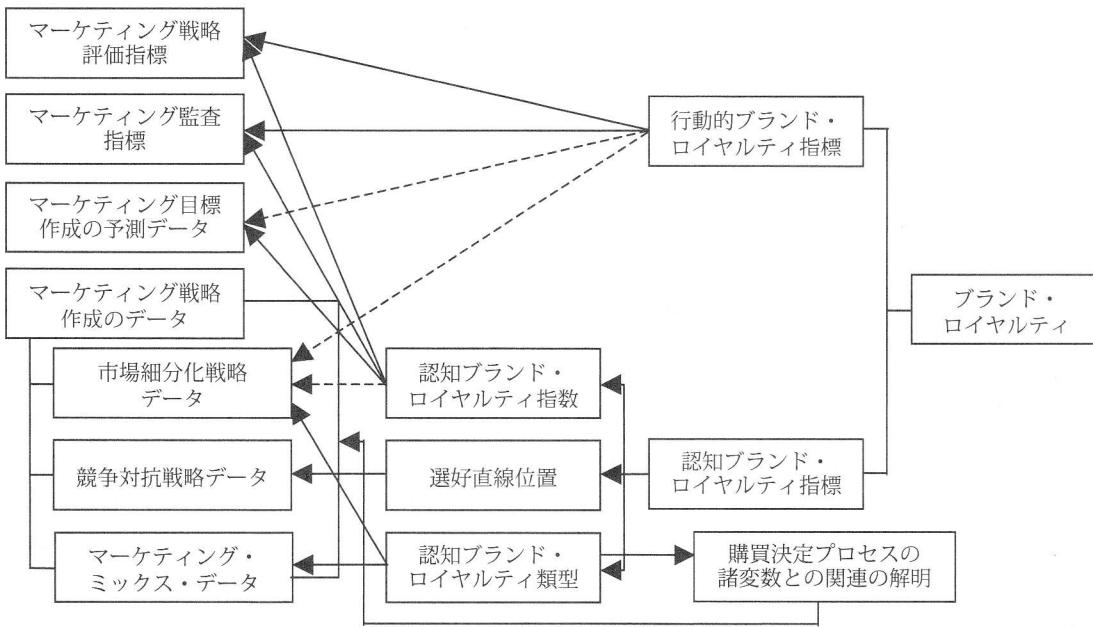 マーケティング戦略
評価指標
マーケティング監査
指標
マーケティング目標
作成の予測データ
マーケティング戦略
作成のデータ
市場細分化戦略
データ
競争対抗戦略データ
マーケティング・
ミックス・データ
認知ブランド・
ロイヤルティ指数
選好直線位置
認知ブランド・
ロイヤルティ類型
行動的ブランド・
ロイヤルティ指標
認知ブランド・
ロイヤルティ指標
購買決定プロセスの
諸変数との関連の解明
ブランド・
ロイヤルティ